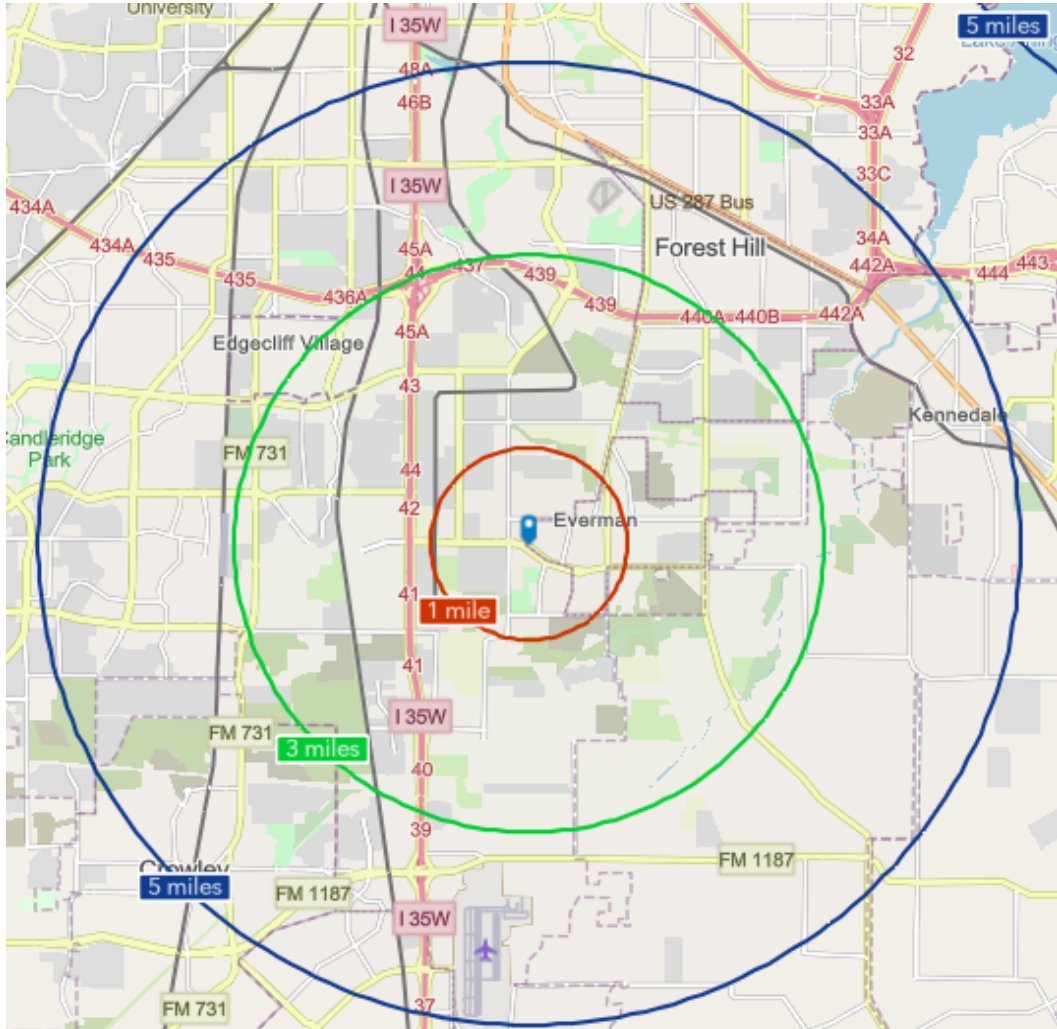 University
I 35W
5 miles
32
48A
46B
33A
33A
33C
I 35W
US 287 Bus
434A
434A
435
435
45A
44
437
439
Forest Hill
34A
442A
444
443
436A
439
440A
440B
442A
45A
Edgecliff Village
43
Kennedale
Candleridge
Park
FM 731
44
42
Everman
41
1 mile
41
I 35W
FM 731
3 miles
40
39
FM 1187
Crowley
5 miles
FM 1187
I 35W
FM 731
37